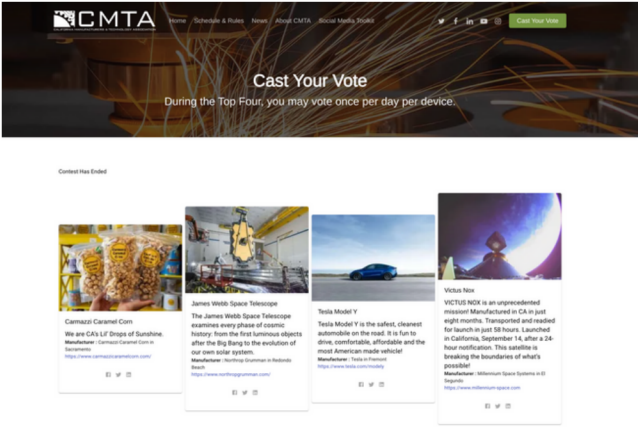 CMTA
CALIFORNIA MANUFACTURERS & TECHNOLOGY ASSOCIATION
Home Schedule & Rules News About CMTA Social Media Toolkit
Cast Your Vote
Cast Your Vote
During the Top Four, you may vote once per day per device.
Contest Has Ended
Carmazzi Caramel Corn
We are CA's Lil' Drops of Sunshine.
Manufacturer : Carmazzi Caramel Corn in
Sacramento
https://www.carmazzicaramelcorn.com/
James Webb Space Telescope
The James Webb Space Telescope
examines every phase of cosmic
history: from the first luminous objects
after the Big Bang to the evolution of
our own solar system.
Manufacturer : Northrop Grumman in Redondo
Beach
https://www.northropgrumman.com/
Tesla Model Y
Tesla Model Y is the safest, cleanest
automobile on the road. It is fun to
drive, comfortable, affordable and the
most American made vehicle!
Manufacturer : Tesla in Fremont
https://www.tesla.com/modely
Victus Nox
VICTUS NOX is an unprecedented
mission! Manufactured in CA in just
eight months. Transported and readied
for launch in just 58 hours. Launched
in California, September 14, after a 24-
hour notification. This satellite is
breaking the boundaries of what's
possible!
Manufacturer : Millennium Space Systems in El
Segundo
https://www.millennium-space.com